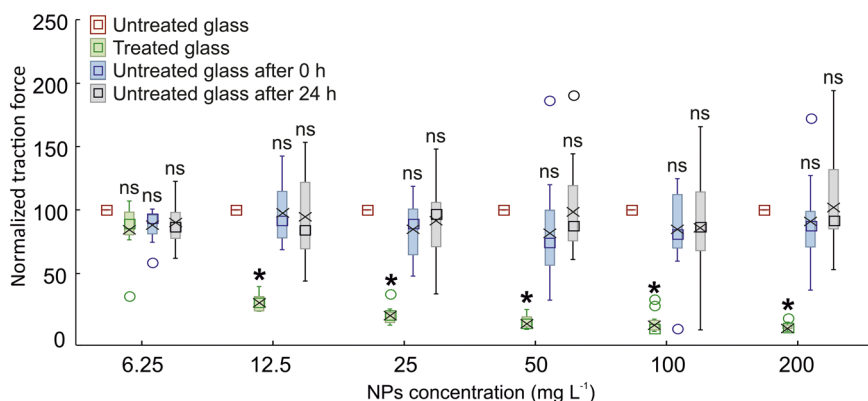 250
200
150
100
50
0
Normalized traction force
Untreated glass
Treated glass
Untreated glass after 0 h
Untreated glass after 24 h
ns ns ns
* ns ns
* ns ns
* ns ns
* ns ns
* ns ns
6.25 12.5 25 50 100 200
NPs concentration (mg L⁻¹)